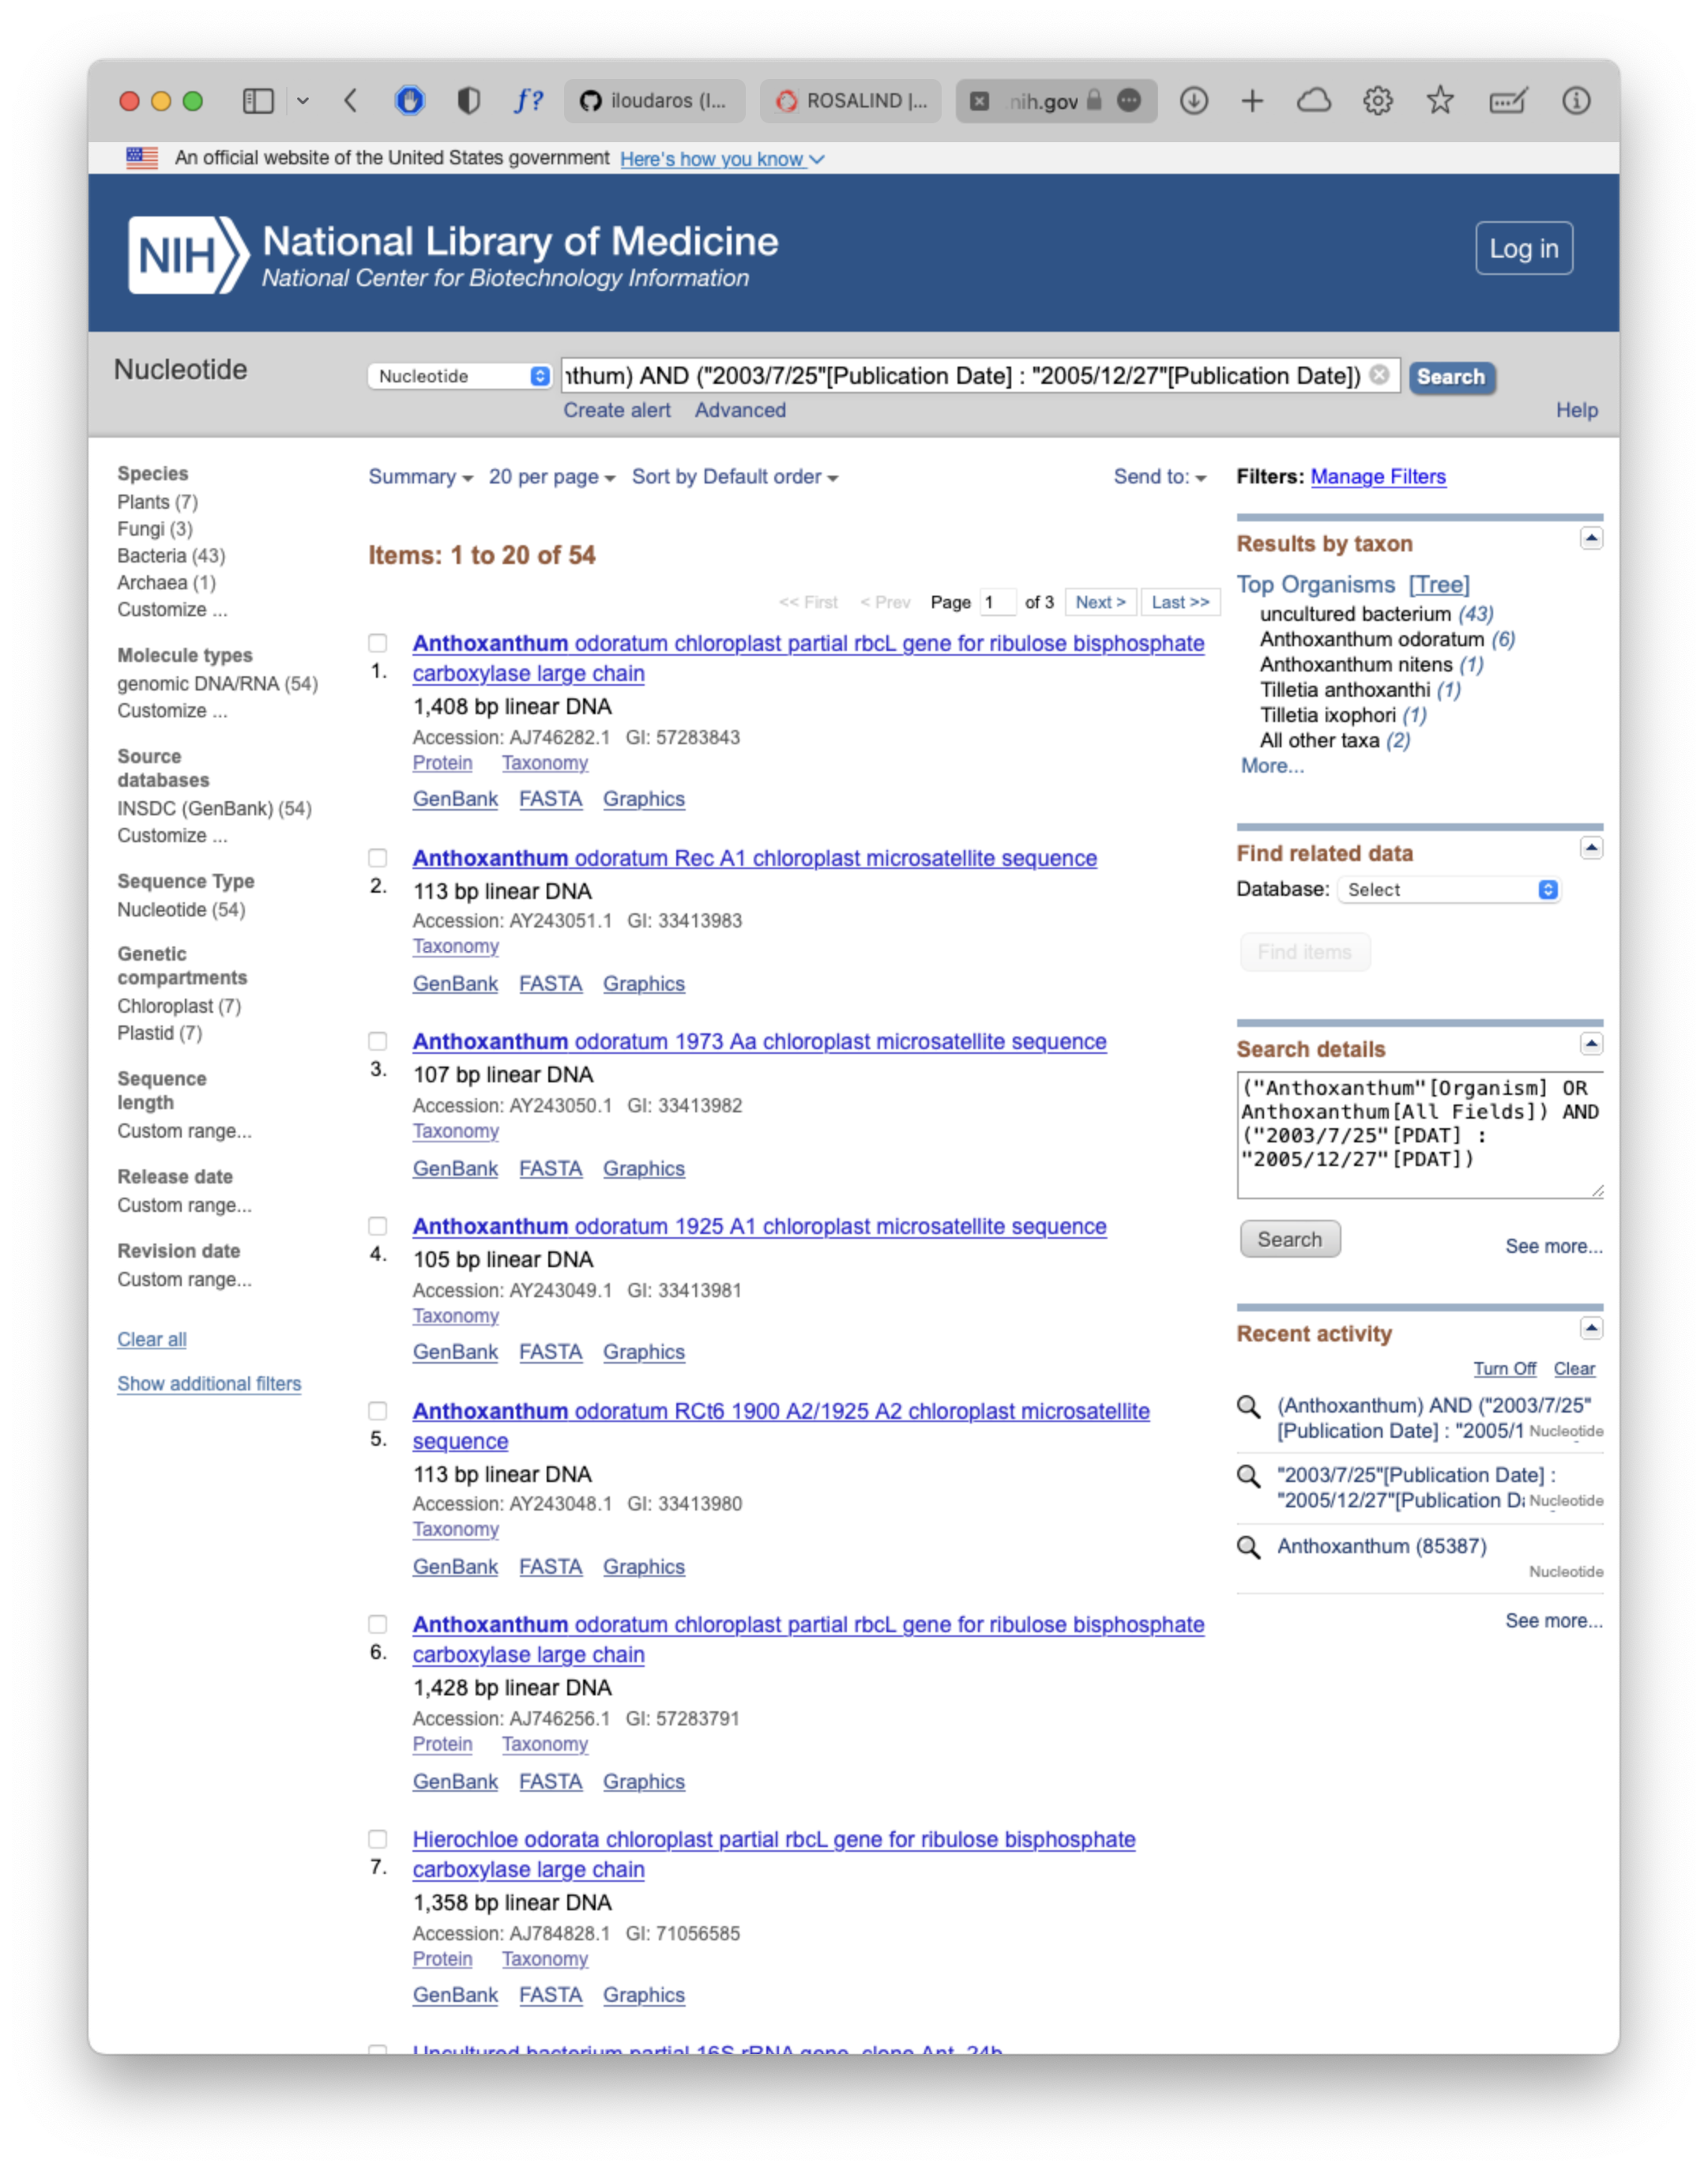 iloudaros (I...
ROSALIND |...
nih.gov
An official website of the United States government Here's how you know
NIH
National Library of Medicine
National Center for Biotechnology Information
Log in
Nucleotide
Nucleotide
nthum) AND ("2003/7/25"[Publication Date] : "2005/12/27"[Publication Date])
Search
Create alert Advanced
Help
Species
Plants (7)
Fungi (3)
Bacteria (43)
Archaea (1)
Customize ...
Molecule types
genomic DNA/RNA (54)
Customize ...
Source
databases
INSDC (GenBank) (54)
Customize ...
Sequence Type
Nucleotide (54)
Genetic
compartments
Chloroplast (7)
Plastid (7)
Sequence
length
Custom range...
Release date
Custom range...
Revision date
Custom range...
Clear all
Show additional filters
Summary 20 per page Sort by Default order
Send to:
Items: 1 to 20 of 54
<< First < Prev Page 1 of 3 Next > Last >>
Anthoxanthum odoratum chloroplast partial rbcL gene for ribulose bisphosphate
1. carboxylase large chain
1,408 bp linear DNA
Accession: AJ746282.1 GI: 57283843
Protein Taxonomy
GenBank FASTA Graphics
Anthoxanthum odoratum Rec A1 chloroplast microsatellite sequence
2. 113 bp linear DNA
Accession: AY243051.1 GI: 33413983
Taxonomy
GenBank FASTA Graphics
Anthoxanthum odoratum 1973 Aa chloroplast microsatellite sequence
3. 107 bp linear DNA
Accession: AY243050.1 GI: 33413982
Taxonomy
GenBank FASTA Graphics
Anthoxanthum odoratum 1925 A1 chloroplast microsatellite sequence
4. 105 bp linear DNA
Accession: AY243049.1 GI: 33413981
Taxonomy
GenBank FASTA Graphics
Anthoxanthum odoratum RCt6 1900 A2/1925 A2 chloroplast microsatellite
5. sequence
113 bp linear DNA
Accession: AY243048.1 GI: 33413980
Taxonomy
GenBank FASTA Graphics
Anthoxanthum odoratum chloroplast partial rbcL gene for ribulose bisphosphate
6. carboxylase large chain
1,428 bp linear DNA
Accession: AJ746256.1 GI: 57283791
Protein Taxonomy
GenBank FASTA Graphics
Hierochloe odorata chloroplast partial rbcL gene for ribulose bisphosphate
7. carboxylase large chain
1,358 bp linear DNA
Accession: AJ784828.1 GI: 71056585
Protein Taxonomy
GenBank FASTA Graphics
Uncultured bacterium partial 16S rRNA gene, clone Ant_24b
Filters: Manage Filters
Results by taxon
Top Organisms [Tree]
uncultured bacterium (43)
Anthoxanthum odoratum (6)
Anthoxanthum nitens (1)
Tilletia anthoxanthi (1)
Tilletia ixophori (1)
All other taxa (2)
More...
Find related data
Database: Select
Find items
Search details
("Anthoxanthum"[Organism] OR
Anthoxanthum[All Fields]) AND
("2003/7/25"[PDAT] :
"2005/12/27"[PDAT])
Search
See more...
Recent activity
Turn Off Clear
(Anthoxanthum) AND ("2003/7/25"
[Publication Date] : "2005/1 Nucleotide
"2003/7/25"[Publication Date] :
"2005/12/27"[Publication Da Nucleotide
Anthoxanthum (85387)
Nucleotide
See more...